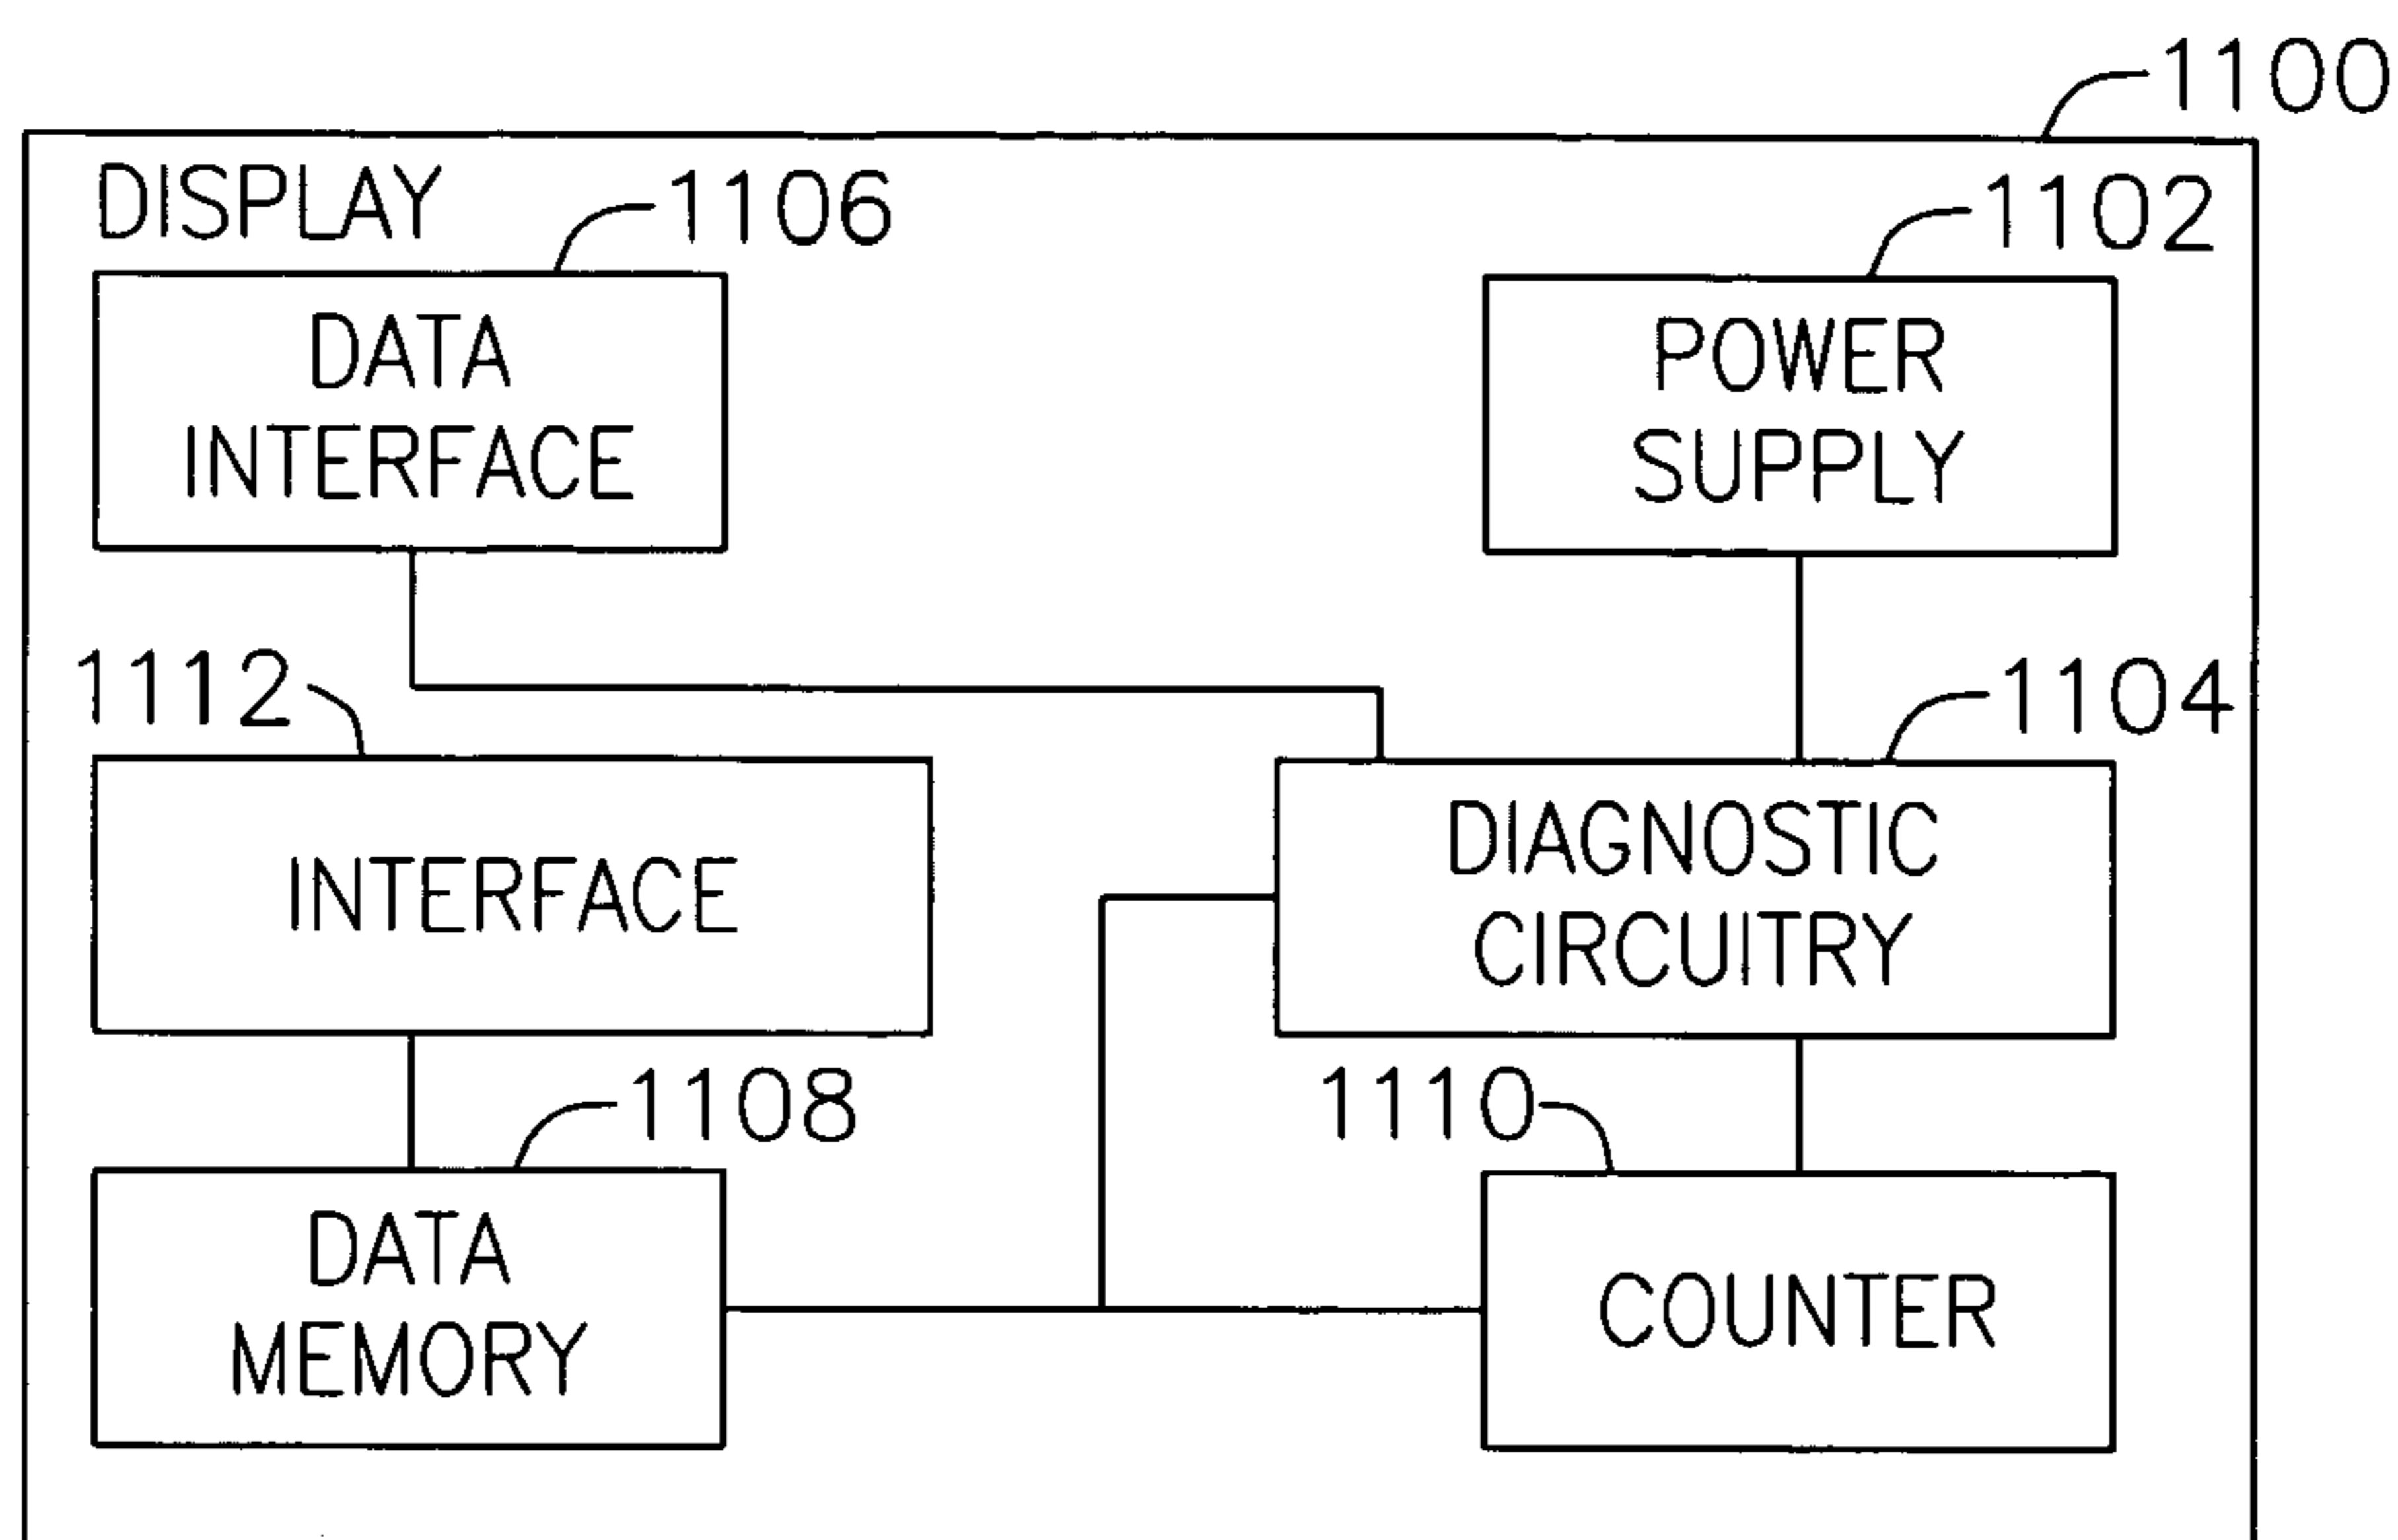 1100
DISPLAY
1106
1102
DATA
INTERFACE
POWER
SUPPLY
1112
1104
INTERFACE
DIAGNOSTIC
CIRCUITRY
1108
1110
DATA
MEMORY
COUNTER